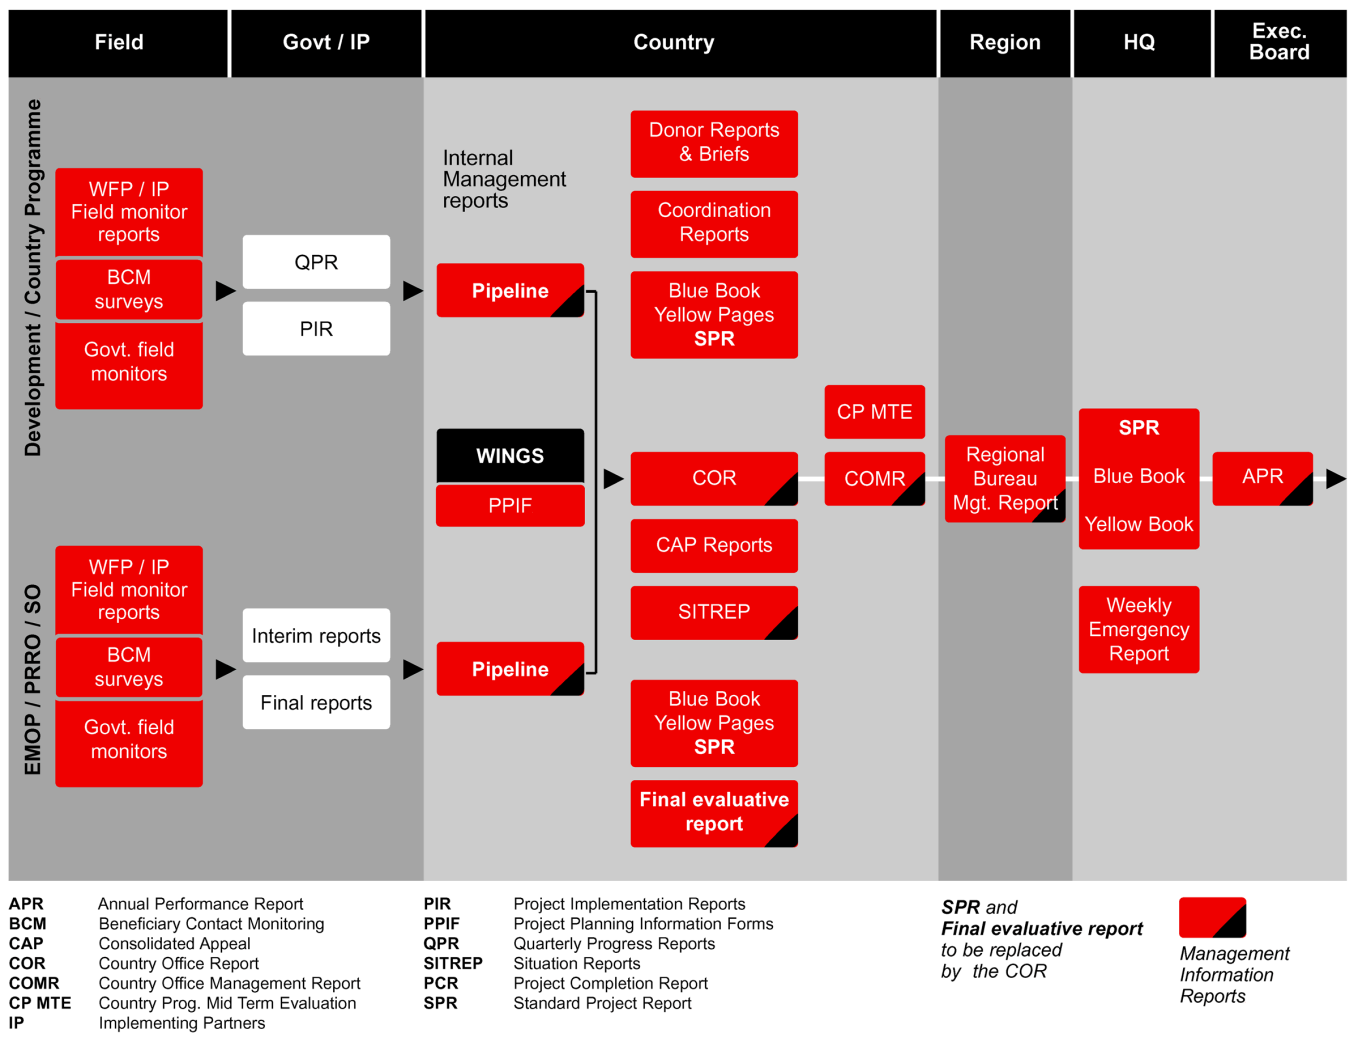 Field
Govt / IP
Country
Region
HQ
Exec.
Board
Development / Country Programme
WFP / IP
Field monitor
reports
BCM
surveys
Govt. field
monitors
QPR
PIR
Internal
Management
reports
Pipeline
WINGS
PPIF
Donor Reports
& Briefs
Coordination
Reports
Blue Book
Yellow Pages
SPR
CP MTE
COR
COMR
Regional
Bureau
Mgt. Report
SPR
Blue Book
Yellow Book
APR
CAP Reports
SITREP
Weekly
Emergency
Report
EMOP / PRRO / SO
WFP / IP
Field monitor
reports
BCM
surveys
Govt. field
monitors
Interim reports
Final reports
Pipeline
Blue Book
Yellow Pages
SPR
Final evaluative
report
APR Annual Performance Report
BCM Beneficiary Contact Monitoring
CAP Consolidated Appeal
COR Country Office Report
COMR Country Office Management Report
CP MTE Country Prog. Mid Term Evaluation
IP Implementing Partners
PIR Project Implementation Reports
PPIF Project Planning Information Forms
QPR Quarterly Progress Reports
SITREP Situation Reports
PCR Project Completion Report
SPR Standard Project Report
SPR and
Final evaluative report
to be replaced
by the COR
Management
Information
Reports